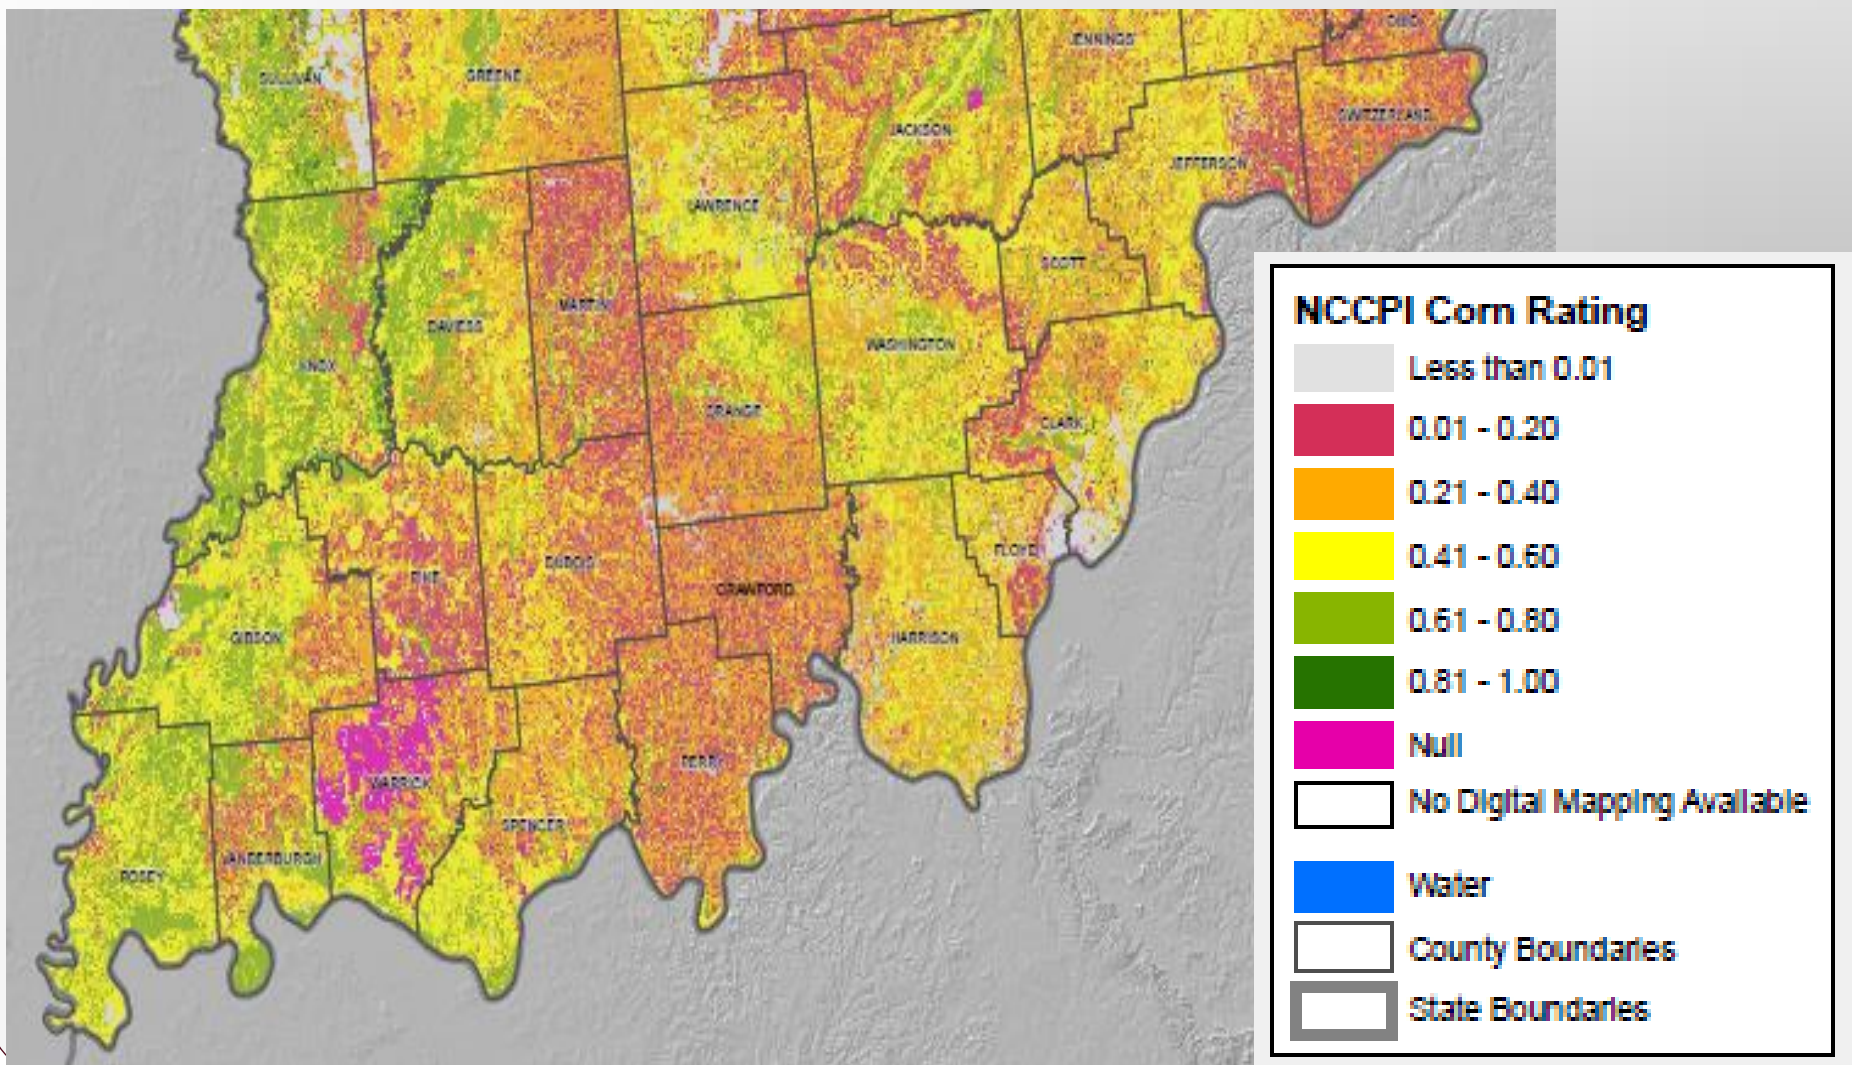 OHIO
JENNINGS
SULLIVAN
GREENE
SWITZERLAND
JACKSON
JEFFERSON
LAWRENCE
SCOTT
MARTIN
DAVIESS
WASHINGTON
KNOX
ORANGE
CLARK
FLOYD
DUBOIS
PIKE
CRAWFORD
GIBSON
HARRISON
PERRY
WARRICK
SPENCER
VANDERBURGH
POSEY
NCCPI Corn Rating
Less than 0.01
0.01 - 0.20
0.21 - 0.40
0.41 - 0.60
0.61 - 0.80
0.81 - 1.00
Null
No Digital Mapping Available
Water
County Boundaries
State Boundaries